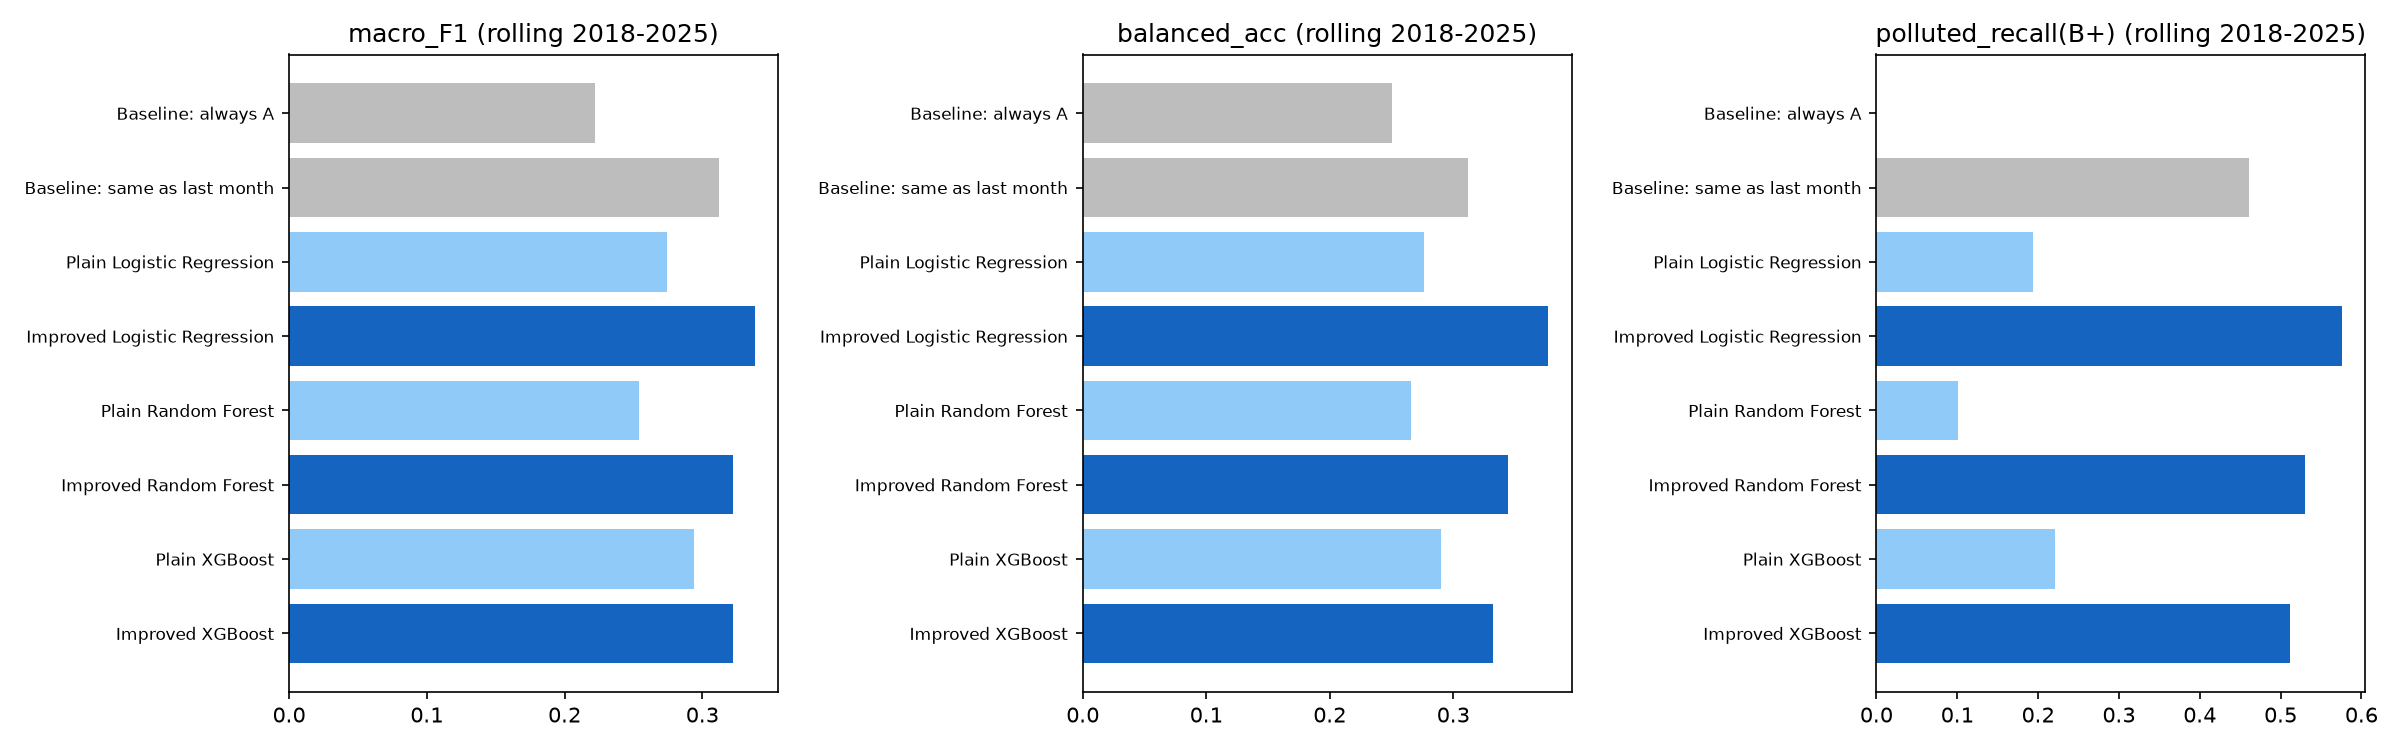 macro_F1 (rolling 2018-2025)
Baseline: always A
Baseline: same as last month
Plain Logistic Regression
Improved Logistic Regression
Plain Random Forest
Improved Random Forest
Plain XGBoost
Improved XGBoost
0.0 0.1 0.2 0.3
balanced_acc (rolling 2018-2025)
Baseline: always A
Baseline: same as last month
Plain Logistic Regression
Improved Logistic Regression
Plain Random Forest
Improved Random Forest
Plain XGBoost
Improved XGBoost
0.0 0.1 0.2 0.3
polluted_recall(B+) (rolling 2018-2025)
Baseline: always A
Baseline: same as last month
Plain Logistic Regression
Improved Logistic Regression
Plain Random Forest
Improved Random Forest
Plain XGBoost
Improved XGBoost
0.0 0.1 0.2 0.3 0.4 0.5 0.6